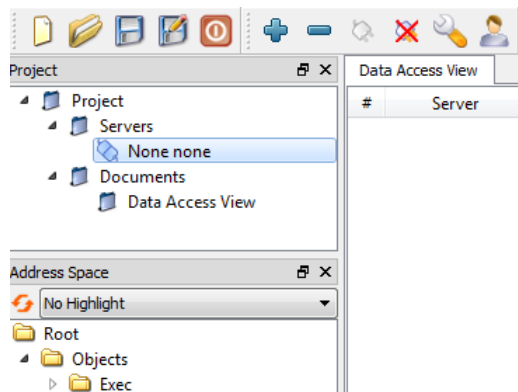 Project
Data Access View
Project
Servers
None none
Documents
Data Access View
# Server
Address Space
No Highlight
Root
Objects
Exec